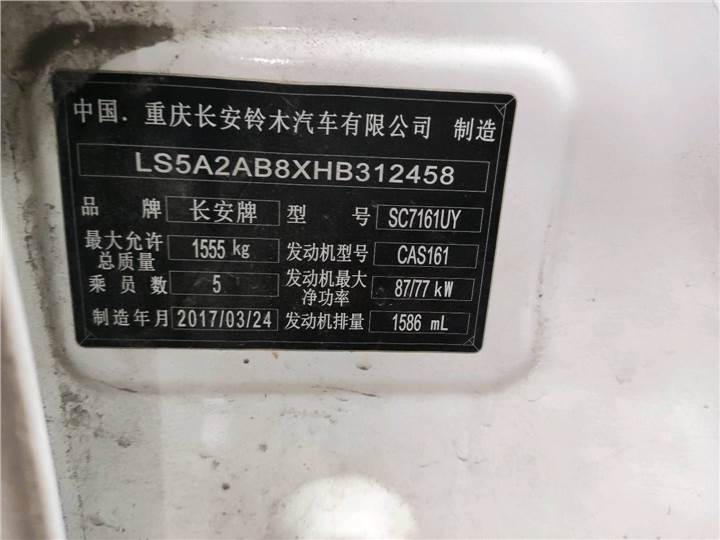 中国．重庆长安铃木汽车有限公司 制造
LS5A2AB8XHB312458
品牌 长安牌 型号 SC7161UY
最大允许总质量 1555 kg 发动机型号 CAS161
乘员数 5 发动机最大净功率 87/77 kW
制造年月 2017/03/24 发动机排量 1586 mL